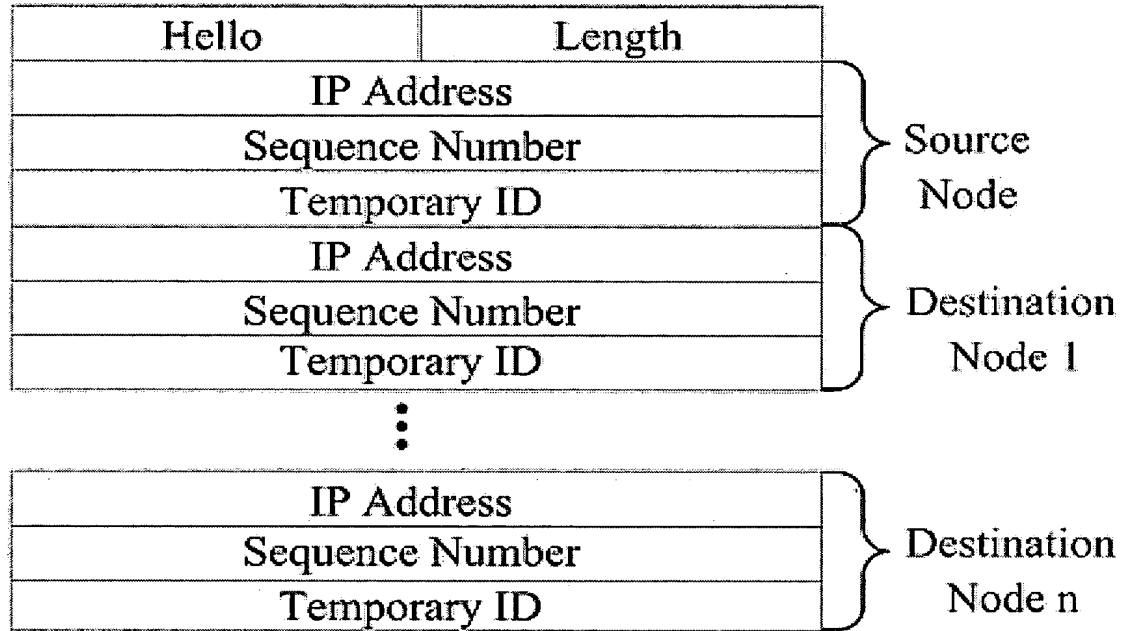 Hello Length
IP Address
Sequence Number
Temporary ID
Source
Node
IP Address
Sequence Number
Temporary ID
Destination
Node 1
IP Address
Sequence Number
Temporary ID
Destination
Node n